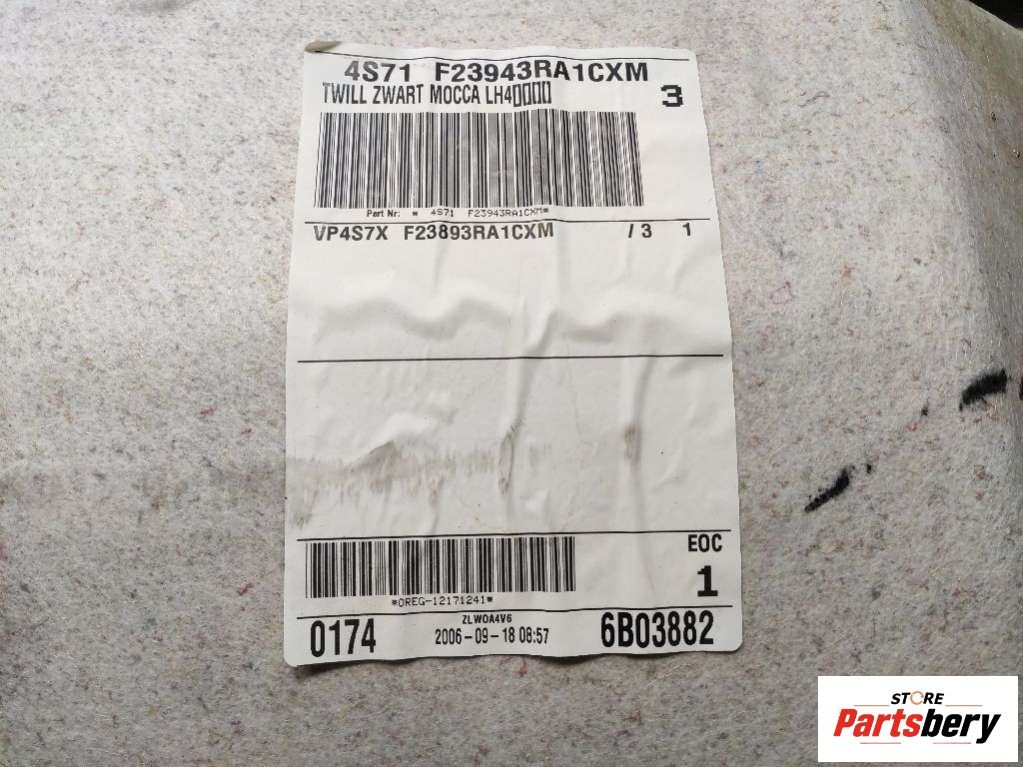 4S71 F23943RA1CXM
TWILL ZWART MOCCA LH4▯▯▯▯
3
Part Nr: * 4S71 F23943RA1CXM*
VP4S7X F23893RA1CXM / 3 1
EOC
1
*OREG-12171241*
ZLWOA4V6
0174 2006-09-18 08:57 6B03882
STORE
Partsbery